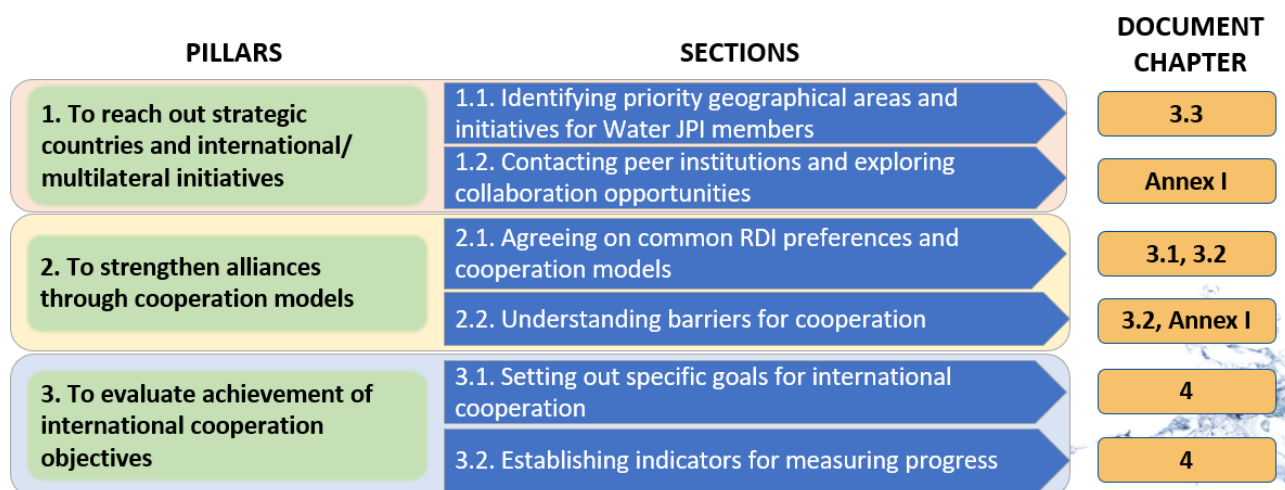 PILLARS
SECTIONS
DOCUMENT
CHAPTER
1. To reach out strategic
countries and international/
multilateral initiatives
1.1. Identifying priority geographical areas and
initiatives for Water JPI members
3.3
1.2. Contacting peer institutions and exploring
collaboration opportunities
Annex I
2. To strengthen alliances
through cooperation models
2.1. Agreeing on common RDI preferences and
cooperation models
3.1, 3.2
2.2. Understanding barriers for cooperation
3.2, Annex I
3. To evaluate achievement of
international cooperation
objectives
3.1. Setting out specific goals for international
cooperation
4
3.2. Establishing indicators for measuring progress
4